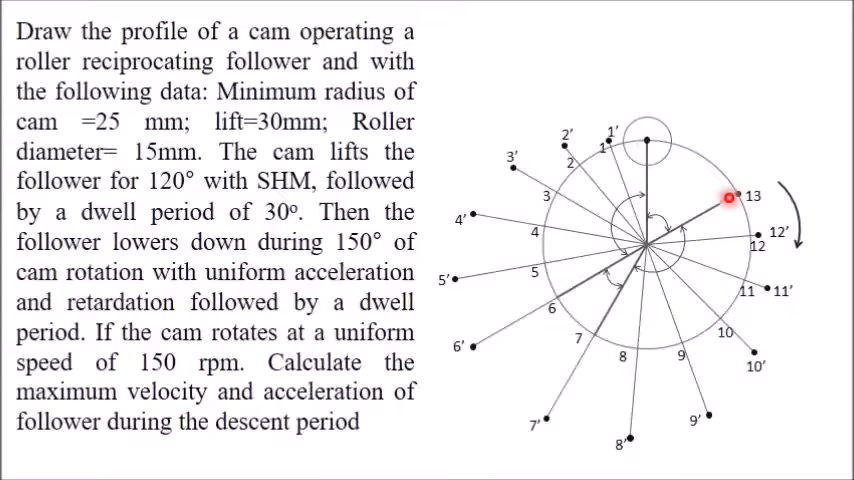 Draw the profile of a cam operating a
roller reciprocating follower and with
the following data: Minimum radius of
cam =25 mm; lift=30mm; Roller
diameter= 15mm. The cam lifts the
follower for 120° with SHM, followed
by a dwell period of 30°. Then the
follower lowers down during 150° of
cam rotation with uniform acceleration
and retardation followed by a dwell
period. If the cam rotates at a uniform
speed of 150 rpm. Calculate the
maximum velocity and acceleration of
follower during the descent period
1'
2'
1
2
3'
3
13
4'
4
12'
12
5'
5
11
11'
6
6'
7
8
9
10
10'
7'
8'
9'